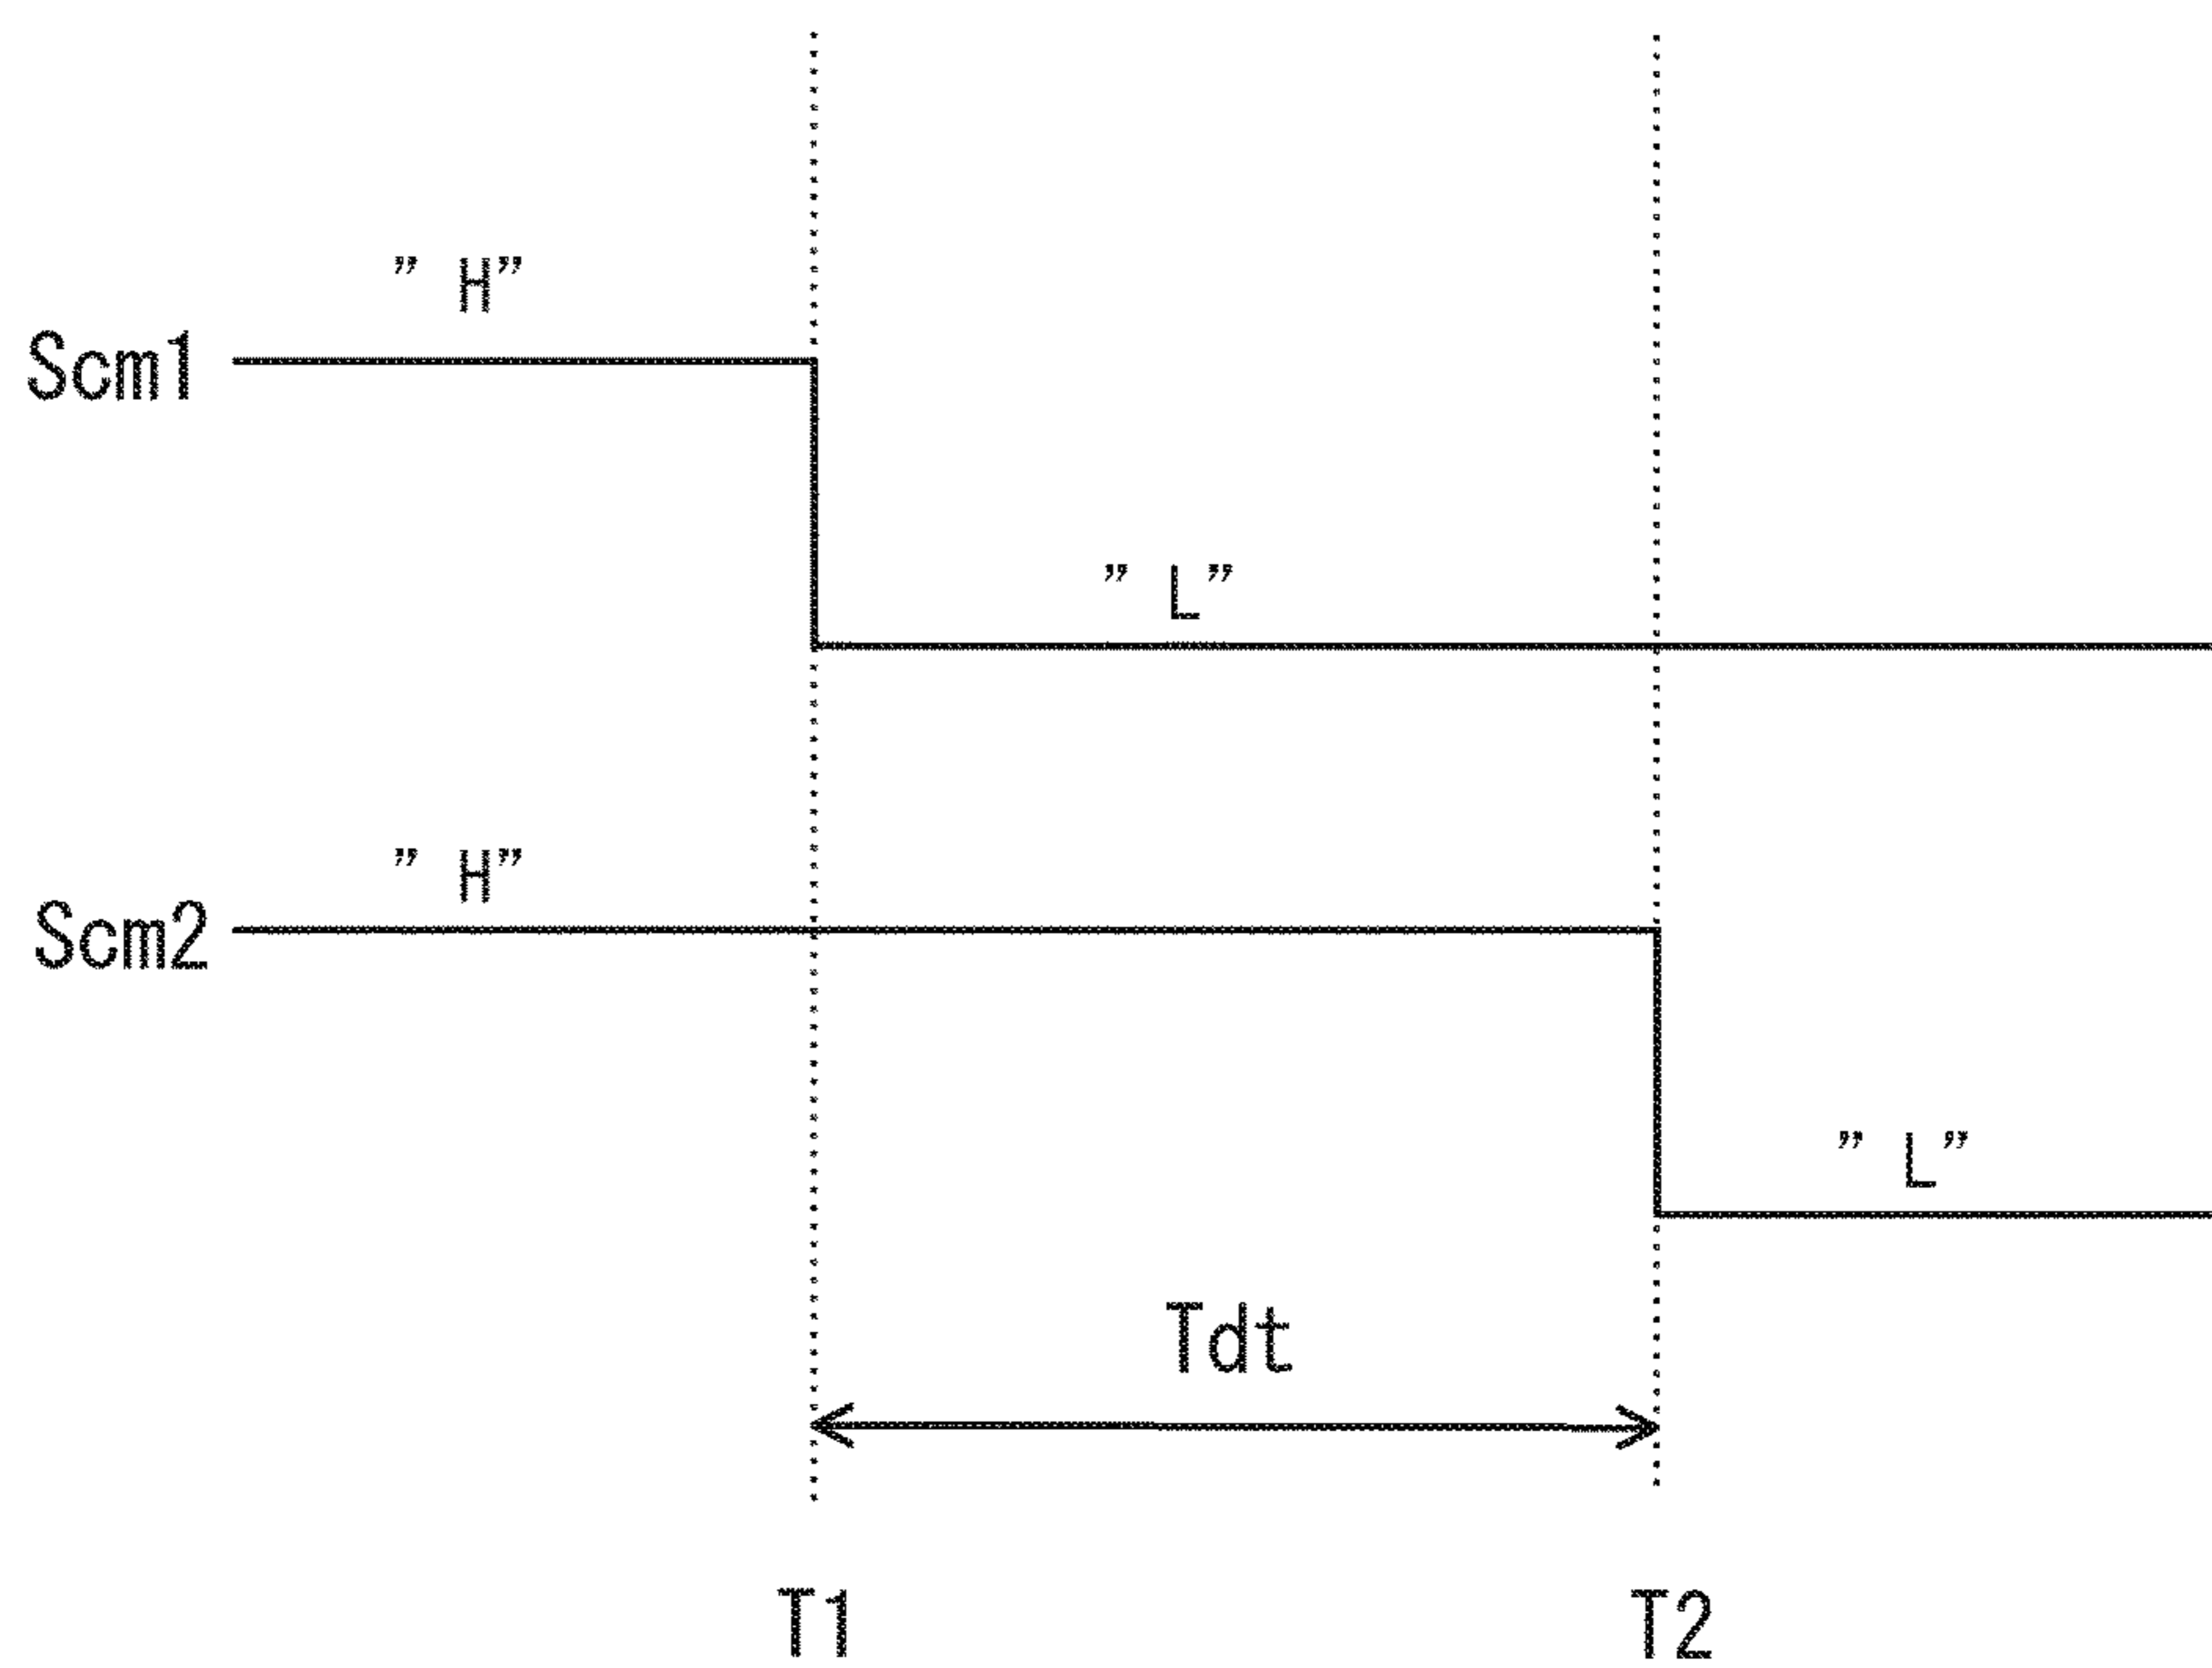 ” H”
Scm1
” L”
” H”
Scm2
” L”
Tdt
T1 T2